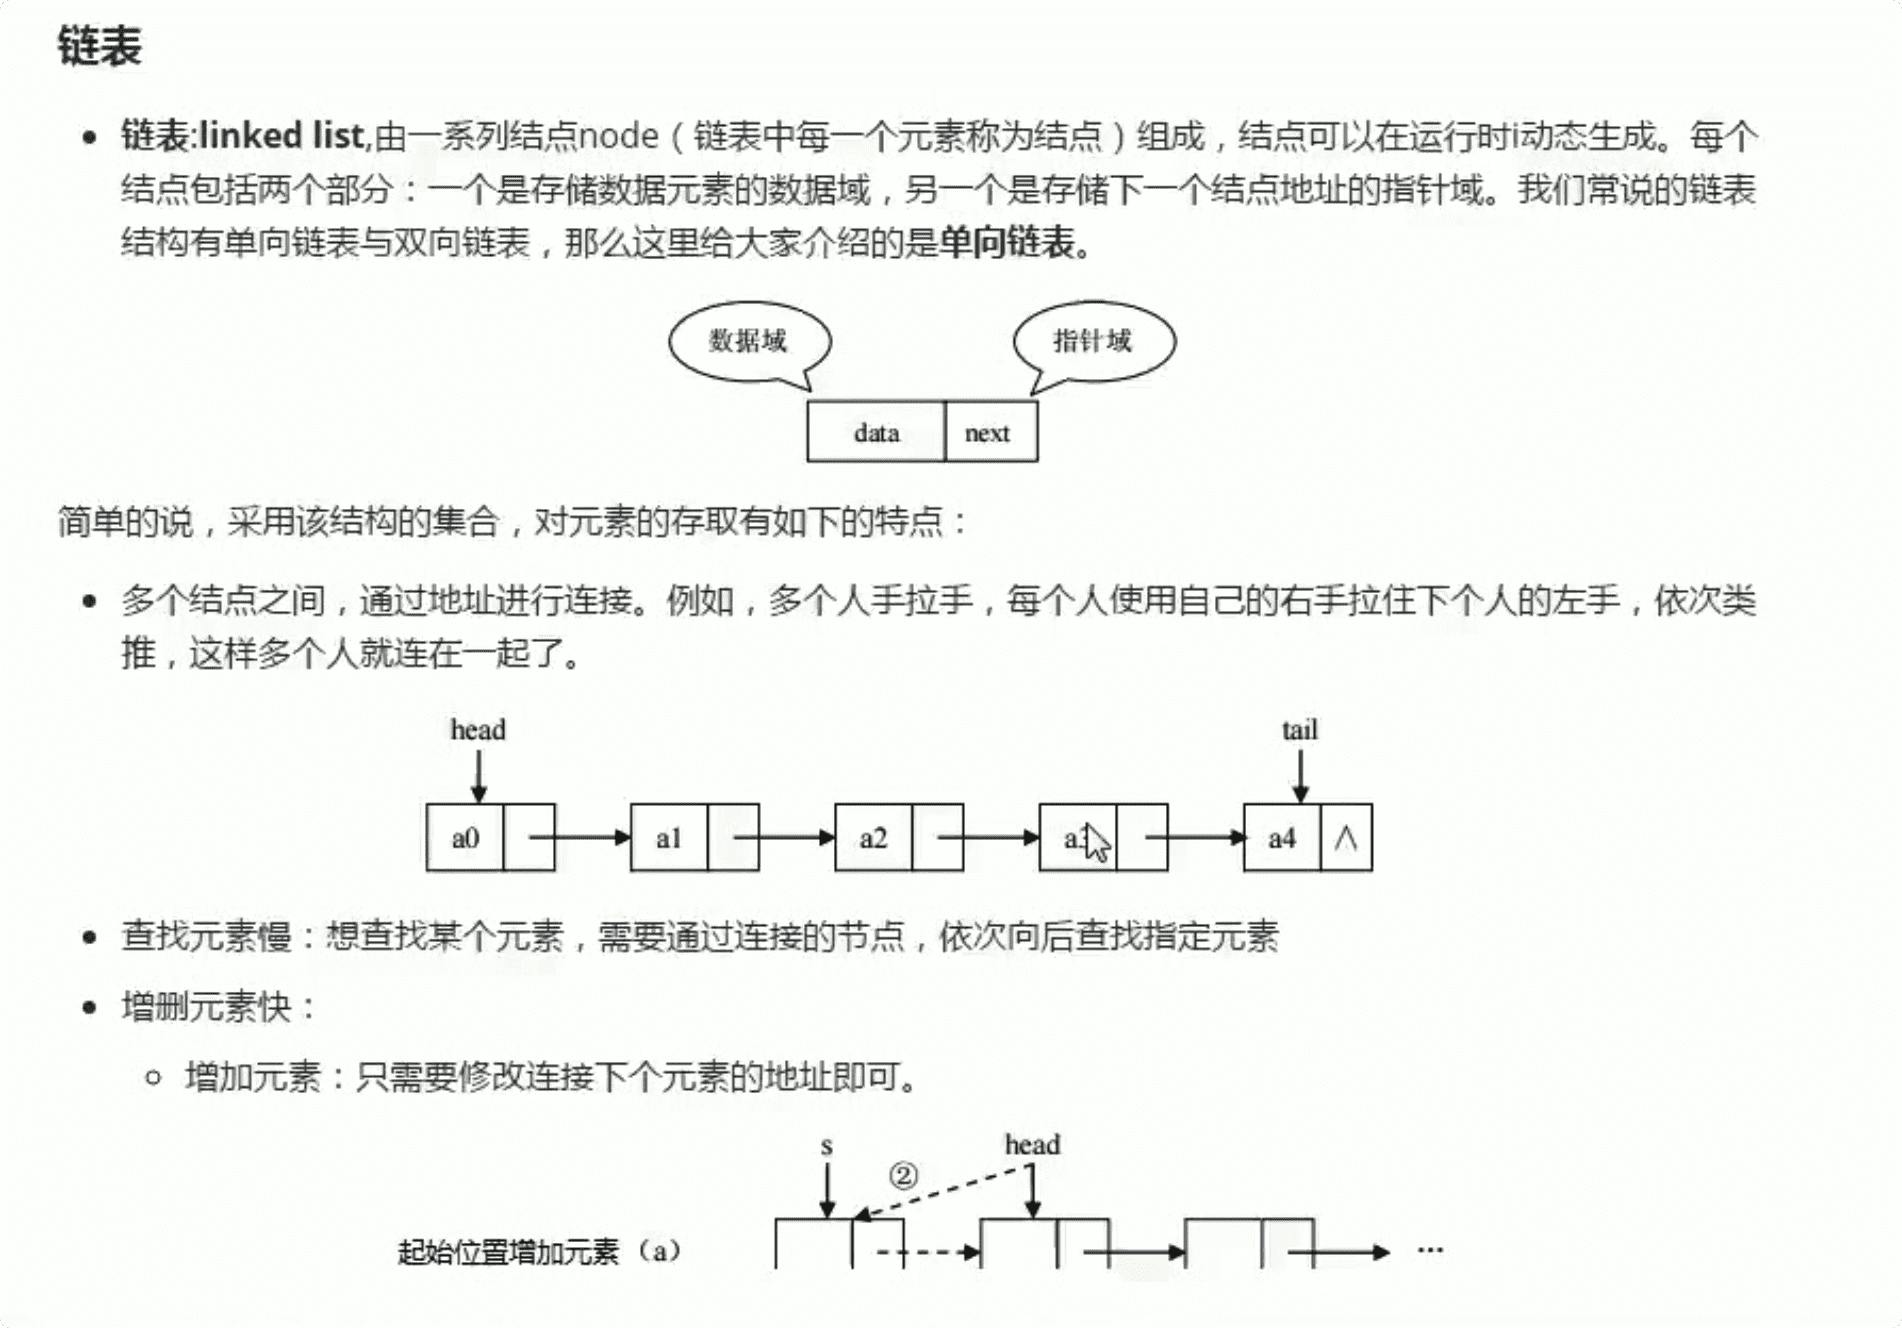 链表
链表:linked list,由一系列结点node（链表中每一个元素称为结点）组成，结点可以在运行时i动态生成。每个
结点包括两个部分：一个是存储数据元素的数据域，另一个是存储下一个结点地址的指针域。我们常说的链表
结构有单向链表与双向链表，那么这里给大家介绍的是单向链表。
数据域 指针域
data next
简单的说，采用该结构的集合，对元素的存取有如下的特点：
多个结点之间，通过地址进行连接。例如，多个人手拉手，每个人使用自己的右手拉住下个人的左手，依次类
推，这样多个人就连在一起了。
head tail
a0 a1 a2 a3 a4 ∧
查找元素慢：想查找某个元素，需要通过连接的节点，依次向后查找指定元素
增删元素快：
增加元素：只需要修改连接下个元素的地址即可。
s head
②
起始位置增加元素（a） ···